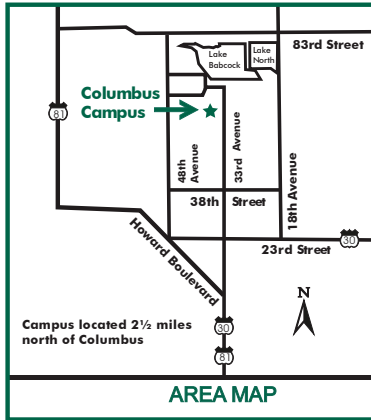 83rd Street
Lake
Babcock
Lake
North
Columbus
Campus
81
48th
Avenue
33rd Avenue
18th Avenue
38th Street
Howard Boulevard
23rd Street
30
N
Campus located 2½ miles
north of Columbus
30
81
AREA MAP